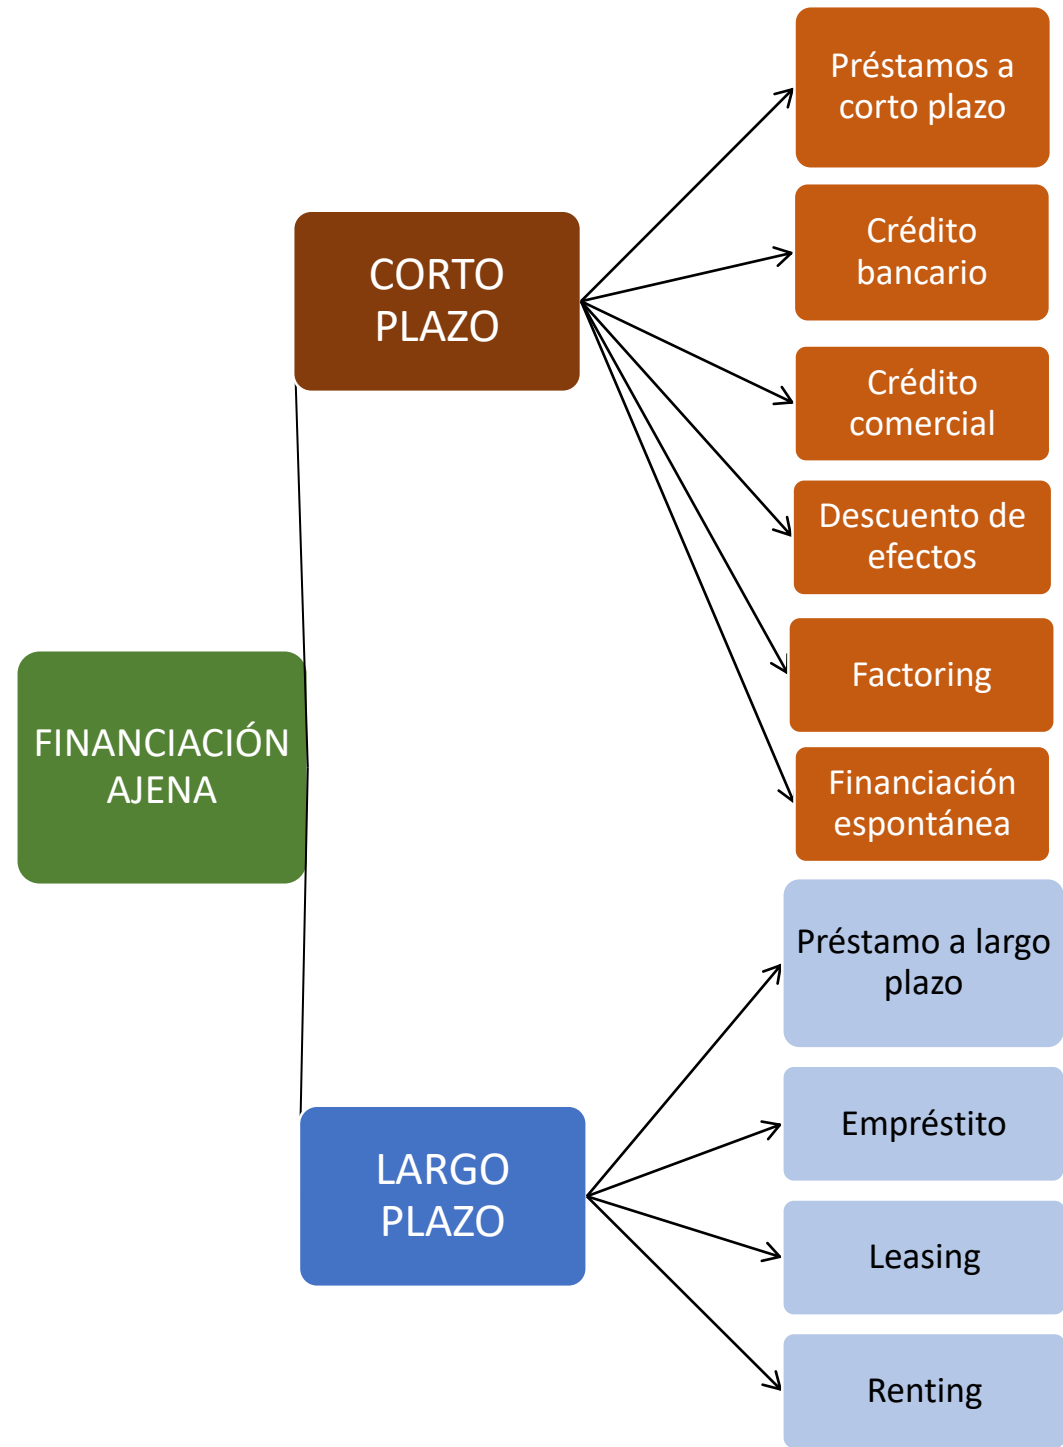 FINANCIACIÓN
AJENA
CORTO
PLAZO
Préstamos a
corto plazo
Crédito
bancario
Crédito
comercial
Descuento de
efectos
Factoring
Financiación
espontánea
LARGO
PLAZO
Préstamo a largo
plazo
Empréstito
Leasing
Renting